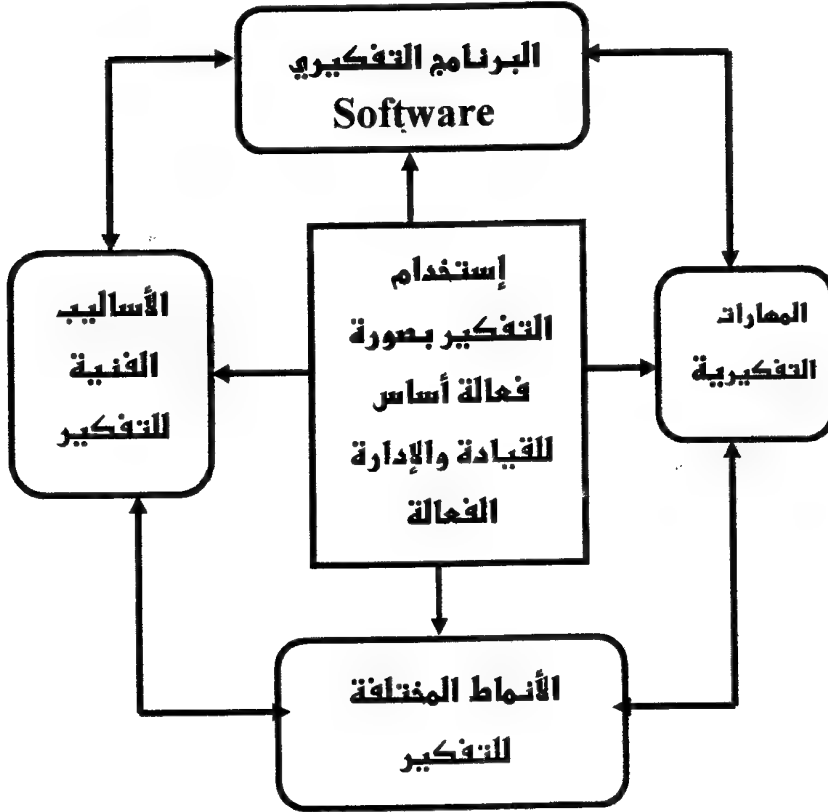 البرنامج التفكيري
Software
إستخدام
التفكير بصورة
فعالة أساس
للقيادة والإدارة
الفعالة
المهارات
التفكيرية
الأساليب
الفنية
للتفكير
الأنماط المختلفة
للتفكير